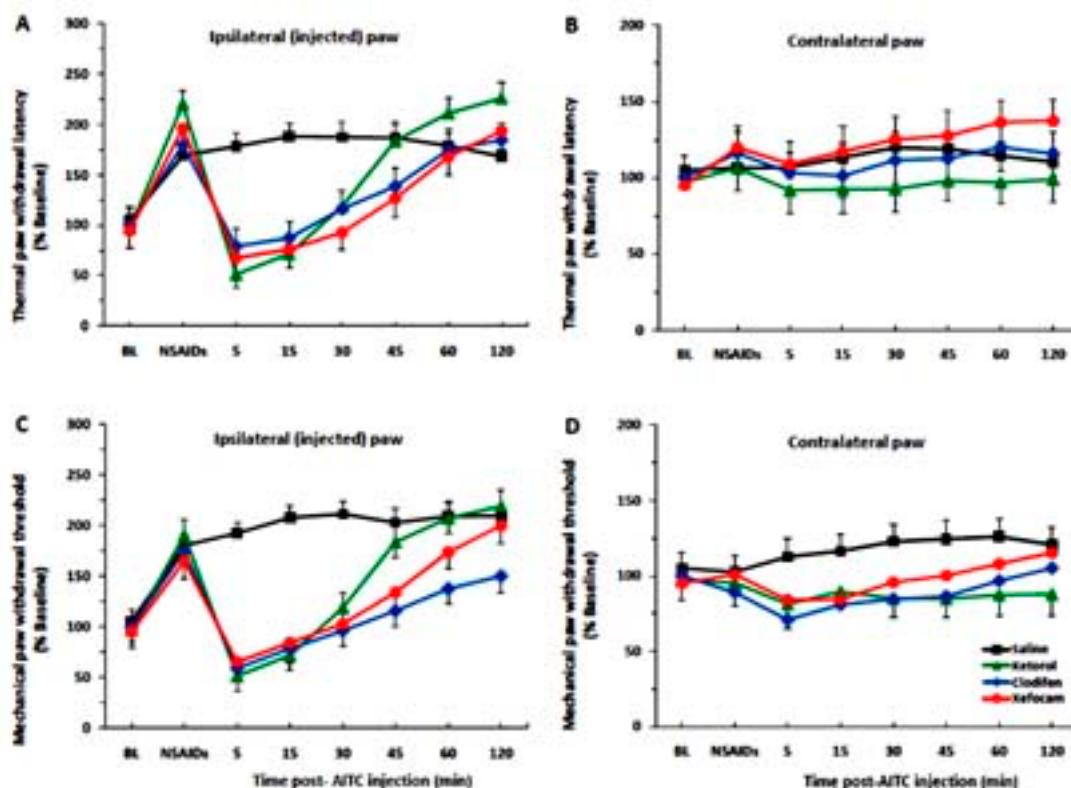 A
Ipsilateral (injected) paw
Thermal paw withdrawal latency
(% Baseline)
300
250
200
150
100
50
0
BL NSAIDs 5 15 30 45 60 120
B
Contralateral paw
Thermal paw withdrawal latency
(% Baseline)
200
150
100
50
0
BL NSAIDs 5 15 30 45 60 120
C
Ipsilateral (injected) paw
Mechanical paw withdrawal threshold
(% Baseline)
300
250
200
150
100
50
0
BL NSAIDs 5 15 30 45 60 120
Time post- AITC injection (min)
D
Contralateral paw
Mechanical paw withdrawal threshold
(% Baseline)
200
150
100
50
0
Saline
Ketorol
Clodifen
Xefocam
BL NSAIDs 5 15 30 45 60 120
Time post-AITC injection (min)